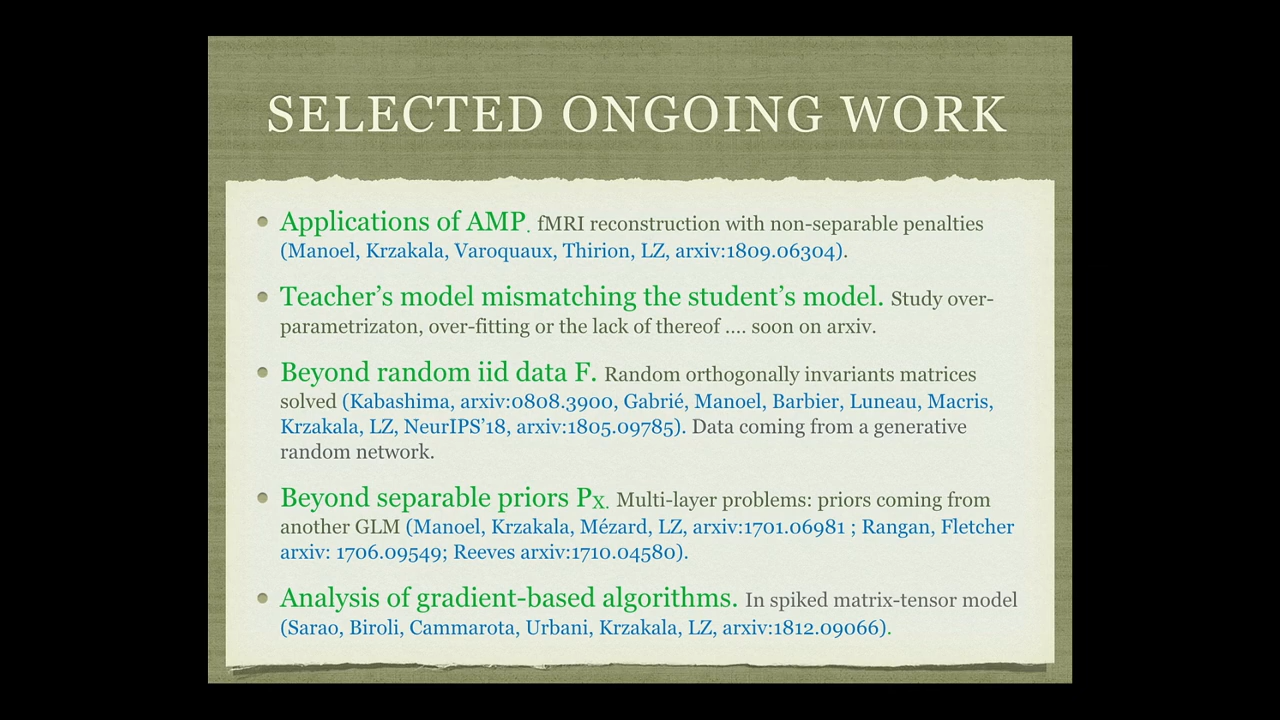 SELECTED ONGOING WORK
Applications of AMP. fMRI reconstruction with non-separable penalties
(Manoel, Krzakala, Varoquaux, Thirion, LZ, arxiv:1809.06304).
Teacher’s model mismatching the student’s model. Study over-
parametrizaton, over-fitting or the lack of thereof .... soon on arxiv.
Beyond random iid data F. Random orthogonally invariants matrices
solved (Kabashima, arxiv:0808.3900, Gabrié, Manoel, Barbier, Luneau, Macris,
Krzakala, LZ, NeurIPS’18, arxiv:1805.09785). Data coming from a generative
random network.
Beyond separable priors PX. Multi-layer problems: priors coming from
another GLM (Manoel, Krzakala, Mézard, LZ, arxiv:1701.06981 ; Rangan, Fletcher
arxiv: 1706.09549; Reeves arxiv:1710.04580).
Analysis of gradient-based algorithms. In spiked matrix-tensor model
(Sarao, Biroli, Cammarota, Urbani, Krzakala, LZ, arxiv:1812.09066).